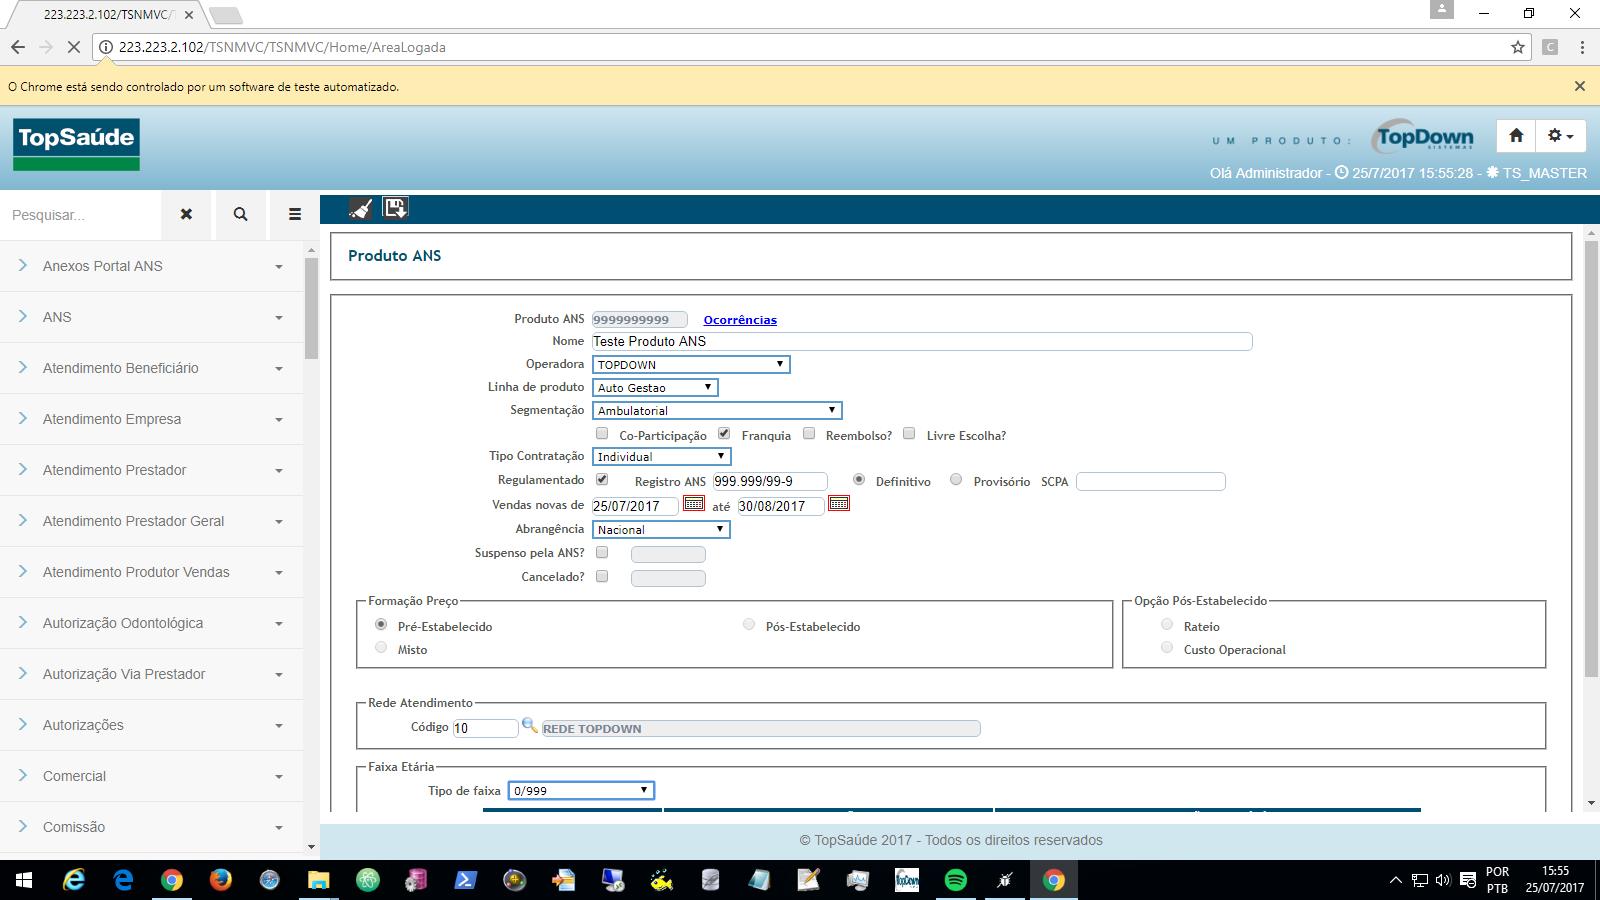 223.223.2.102/TSNMVC/T
223.223.2.102/TSNMVC/TSNMVC/Home/AreaLogada
C
O Chrome está sendo controlado por um software de teste automatizado.
TopSaúde
UM PRODUTO:
TopDown
SISTEMAS
Olá Administrador - 25/7/2017 15:55:28 - TS_MASTER
Pesquisar...
Anexos Portal ANS
ANS
Atendimento Beneficiário
Atendimento Empresa
Atendimento Prestador
Atendimento Prestador Geral
Atendimento Produtor Vendas
Autorização Odontológica
Autorização Via Prestador
Autorizações
Comercial
Comissão
Produto ANS
Produto ANS 9999999999 Ocorrências
Nome Teste Produto ANS
Operadora TOPDOWN
Linha de produto Auto Gestao
Segmentação Ambulatorial
Co-Participação Franquia Reembolso? Livre Escolha?
Tipo Contratação Individual
Regulamentado Registro ANS 999.999/99-9 Definitivo Provisório SCPA
Vendas novas de 25/07/2017 até 30/08/2017
Abrangência Nacional
Suspenso pela ANS?
Cancelado?
Formação Preço
Pré-Estabelecido Pós-Estabelecido
Misto
Opção Pós-Estabelecido
Rateio
Custo Operacional
Rede Atendimento
Código 10 REDE TOPDOWN
Faixa Etária
Tipo de faixa 0/999
© TopSaúde 2017 - Todos os direitos reservados
TopDown
POR
PTB
15:55
25/07/2017